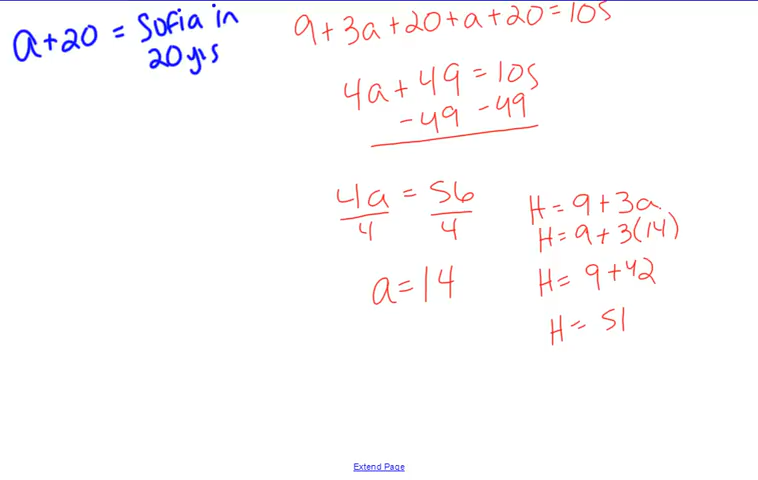 a+20 = Sofia in
20 yrs
9+3a+20+a+20=105
4a+49=105
-49 -49
4a = 56
4 4
a=14
H=9+3a
H=9+3(14)
H= 9+42
H= 51
Extend Page